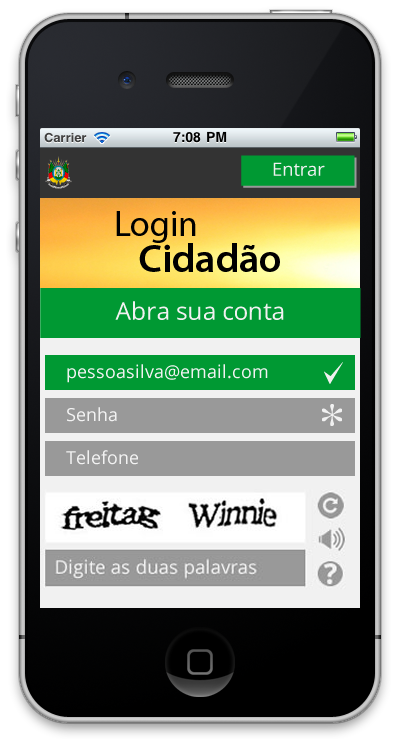 Carrier 7:08 PM
Entrar
Login
Cidadão
Abra sua conta
pessoasilva@email.com
Senha
Telefone
freitag Winnie
Digite as duas palavras